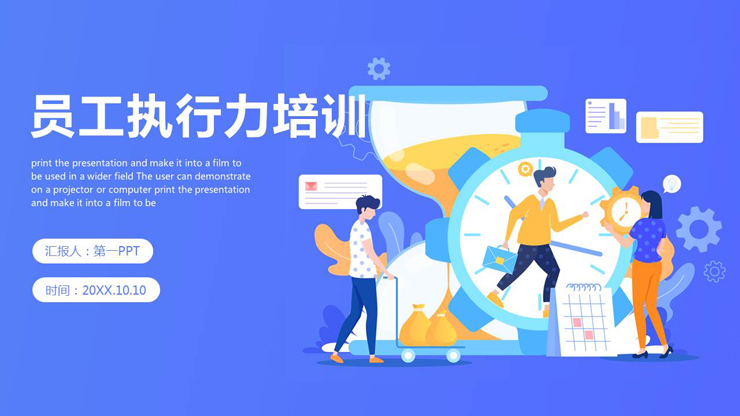 员工执行力培训
print the presentation and make it into a film to
be used in a wider field The user can demonstrate
on a projector or computer print the presentation
and make it into a film to be
汇报人：第一PPT
时间：20XX.10.10